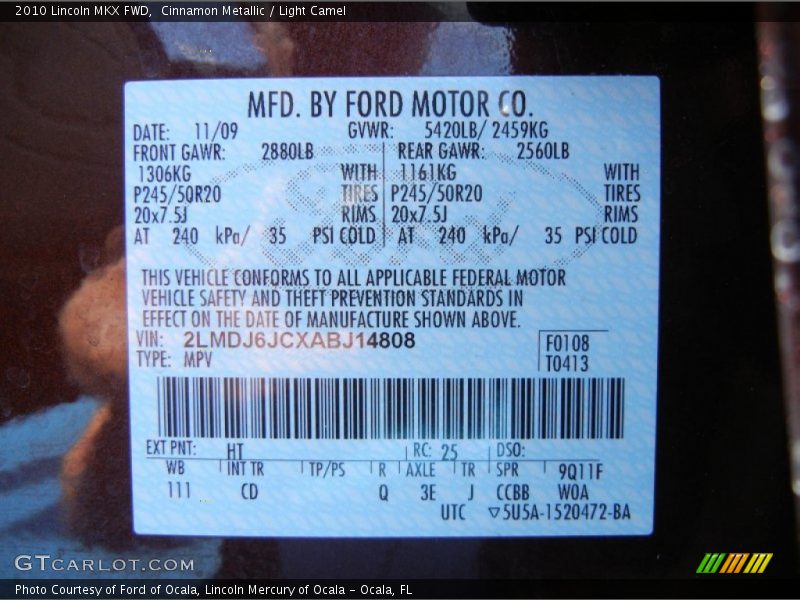 2010 Lincoln MKX FWD,  Cinnamon Metallic / Light Camel
MFD. BY FORD MOTOR CO.
DATE: 11/09 GVWR: 5420LB/ 2459KG
FRONT GAWR: 2880LB REAR GAWR: 2560LB
1306KG WITH 1161KG WITH
P245/50R20 TIRES P245/50R20 TIRES
20x7.5J RIMS 20x7.5J RIMS
AT 240 kPa/ 35 PSI COLD AT 240 kPa/ 35 PSI COLD
THIS VEHICLE CONFORMS TO ALL APPLICABLE FEDERAL MOTOR
VEHICLE SAFETY AND THEFT PREVENTION STANDARDS IN
EFFECT ON THE DATE OF MANUFACTURE SHOWN ABOVE.
VIN: 2LMDJ6JCXABJ14808 F0108
TYPE: MPV T0413
EXT PNT: HT RC: 25 DSO:
WB INT TR TP/PS R AXLE TR SPR 9Q11F
111 CD Q 3E J CCBB W0A
UTC ▽5U5A-1520472-BA
GTCARLOT.COM
Photo Courtesy of Ford of Ocala, Lincoln Mercury of Ocala - Ocala, FL